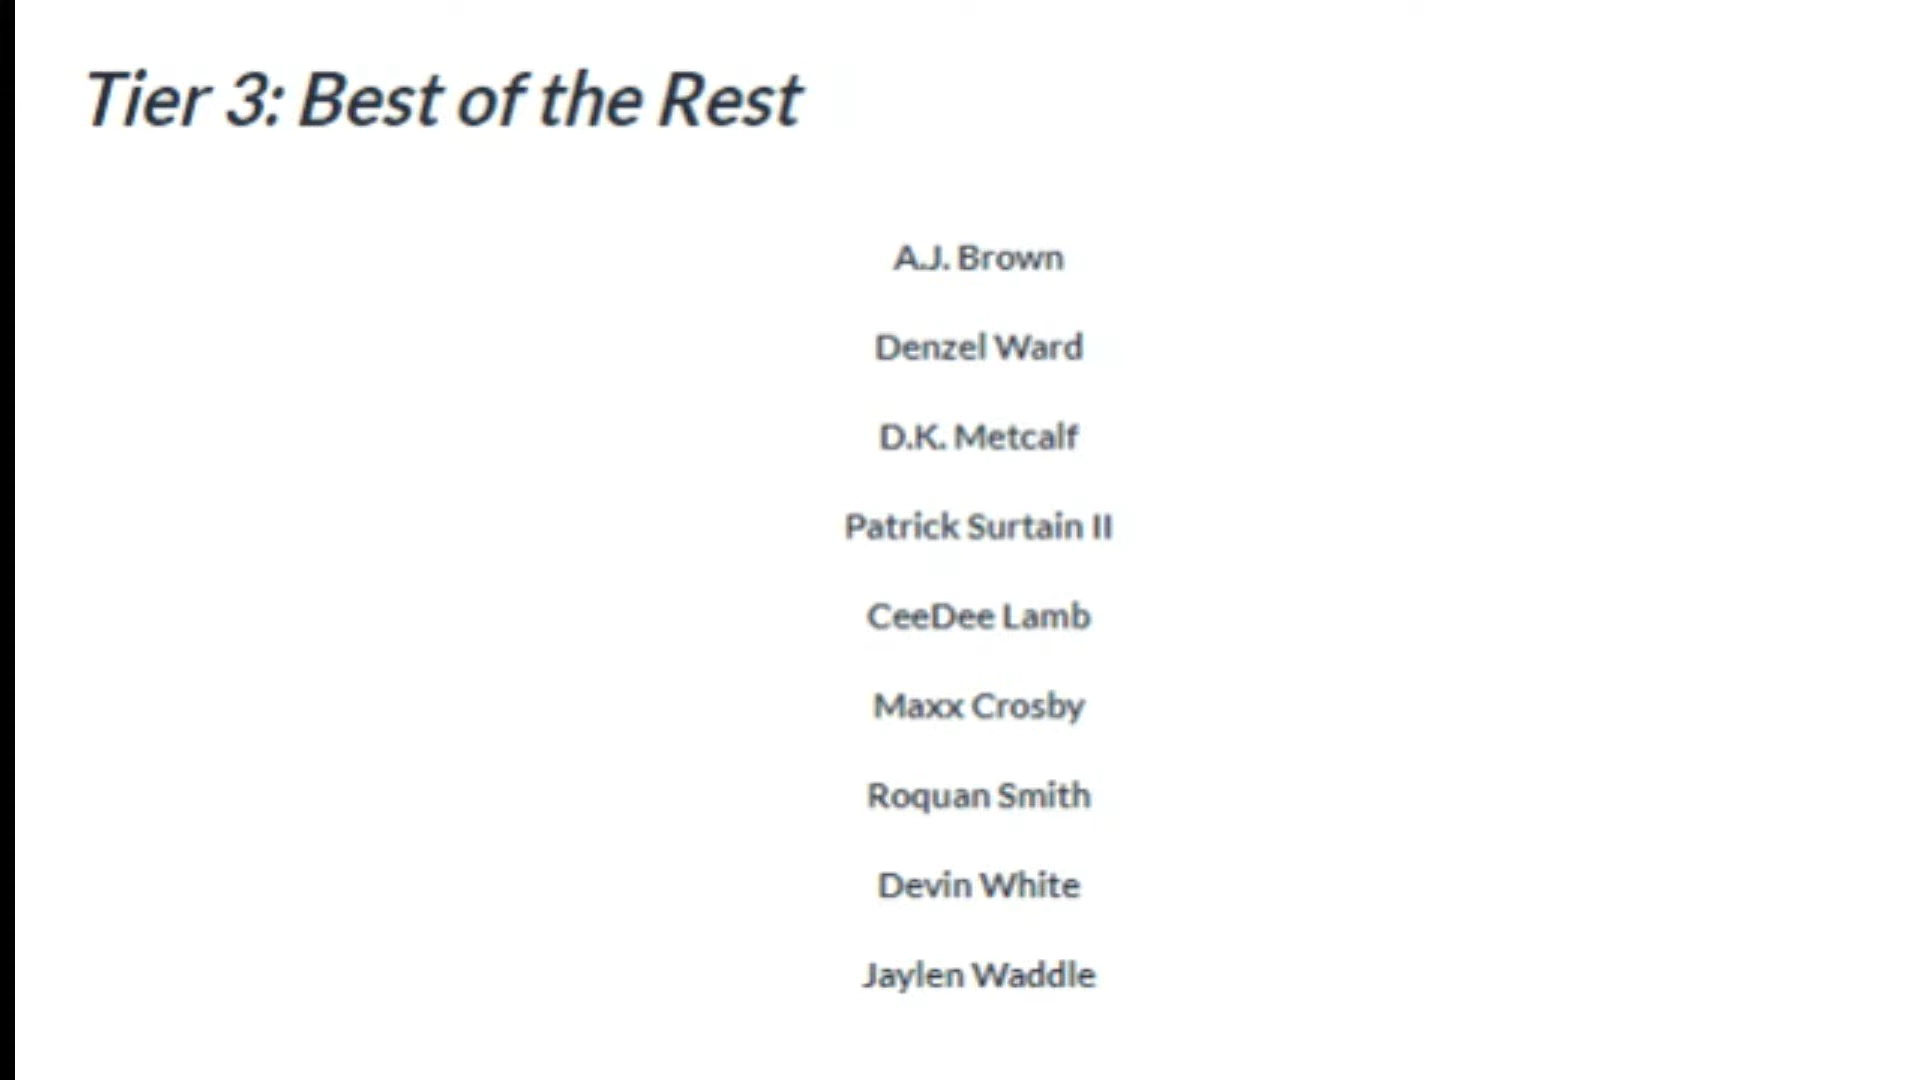 Tier 3: Best of the Rest
A.J. Brown
Denzel Ward
D.K. Metcalf
Patrick Surtain II
CeeDee Lamb
Maxx Crosby
Roquan Smith
Devin White
Jaylen Waddle